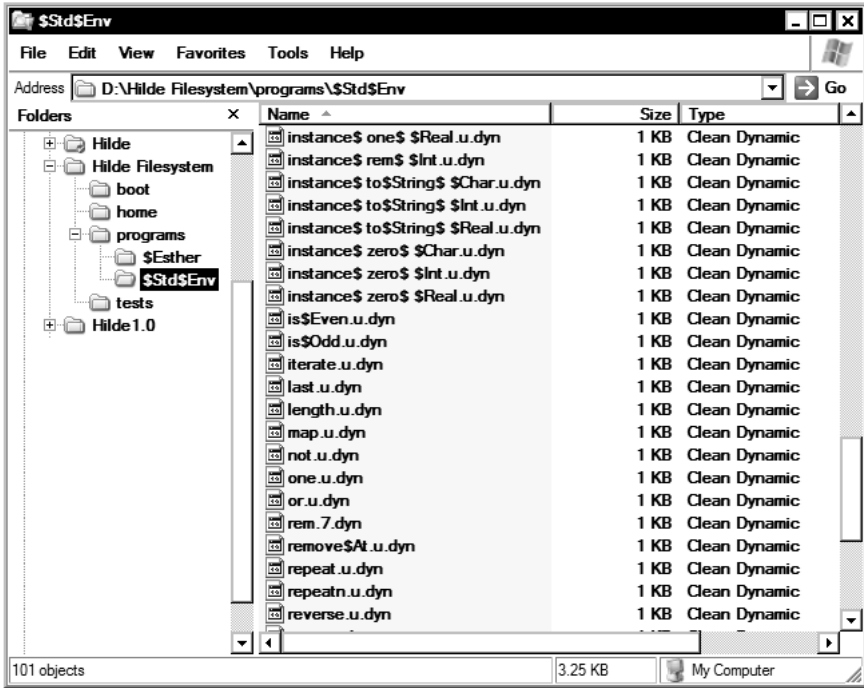 $Std$Env
File Edit View Favorites Tools Help
Address D:\Hilde Filesystem\programs\$Std$Env Go
Folders x
Hilde
Hilde Filesystem
boot
home
programs
$Esther
$Std$Env
tests
Hilde1.0
Name Size Type
instance$ one$ $Real.u.dyn 1 KB Clean Dynamic
instance$ rem$ $Int.u.dyn 1 KB Clean Dynamic
instance$ to$String$ $Char.u.dyn 1 KB Clean Dynamic
instance$ to$String$ $Int.u.dyn 1 KB Clean Dynamic
instance$ to$String$ $Real.u.dyn 1 KB Clean Dynamic
instance$ zero$ $Char.u.dyn 1 KB Clean Dynamic
instance$ zero$ $Int.u.dyn 1 KB Clean Dynamic
instance$ zero$ $Real.u.dyn 1 KB Clean Dynamic
is$Even.u.dyn 1 KB Clean Dynamic
is$Odd.u.dyn 1 KB Clean Dynamic
iterate.u.dyn 1 KB Clean Dynamic
last.u.dyn 1 KB Clean Dynamic
length.u.dyn 1 KB Clean Dynamic
map.u.dyn 1 KB Clean Dynamic
not.u.dyn 1 KB Clean Dynamic
one.u.dyn 1 KB Clean Dynamic
or.u.dyn 1 KB Clean Dynamic
rem.7.dyn 1 KB Clean Dynamic
remove$At.u.dyn 1 KB Clean Dynamic
repeat.u.dyn 1 KB Clean Dynamic
repeatn.u.dyn 1 KB Clean Dynamic
reverse.u.dyn 1 KB Clean Dynamic
101 objects 3.25 KB My Computer